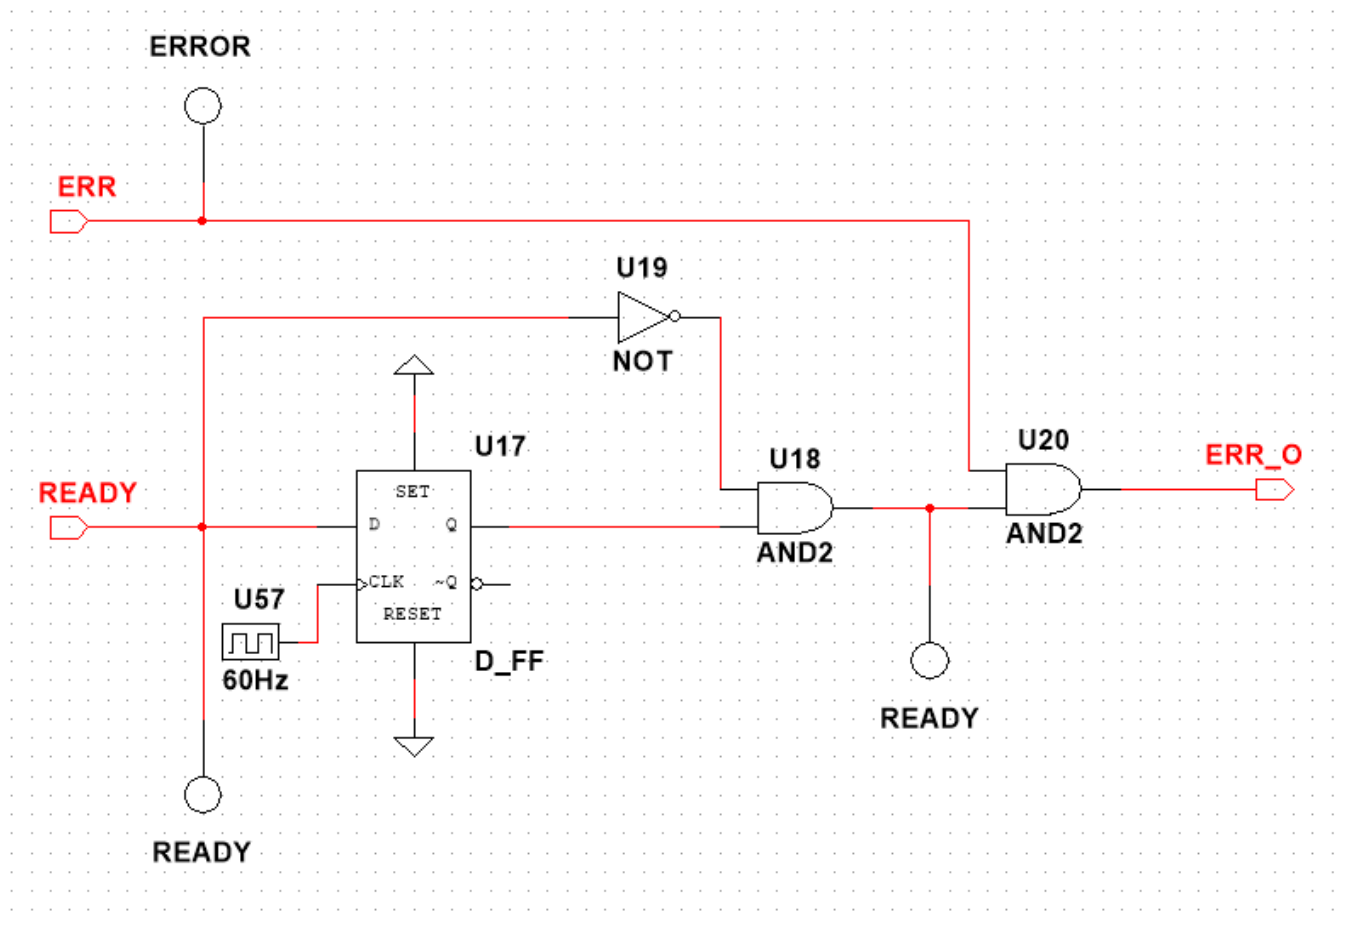 ERROR
ERR
U19
NOT
U17
SET
D Q
CLK ~Q
RESET
D_FF
READY
U57
60Hz
READY
U18
AND2
READY
U20
AND2
ERR_O